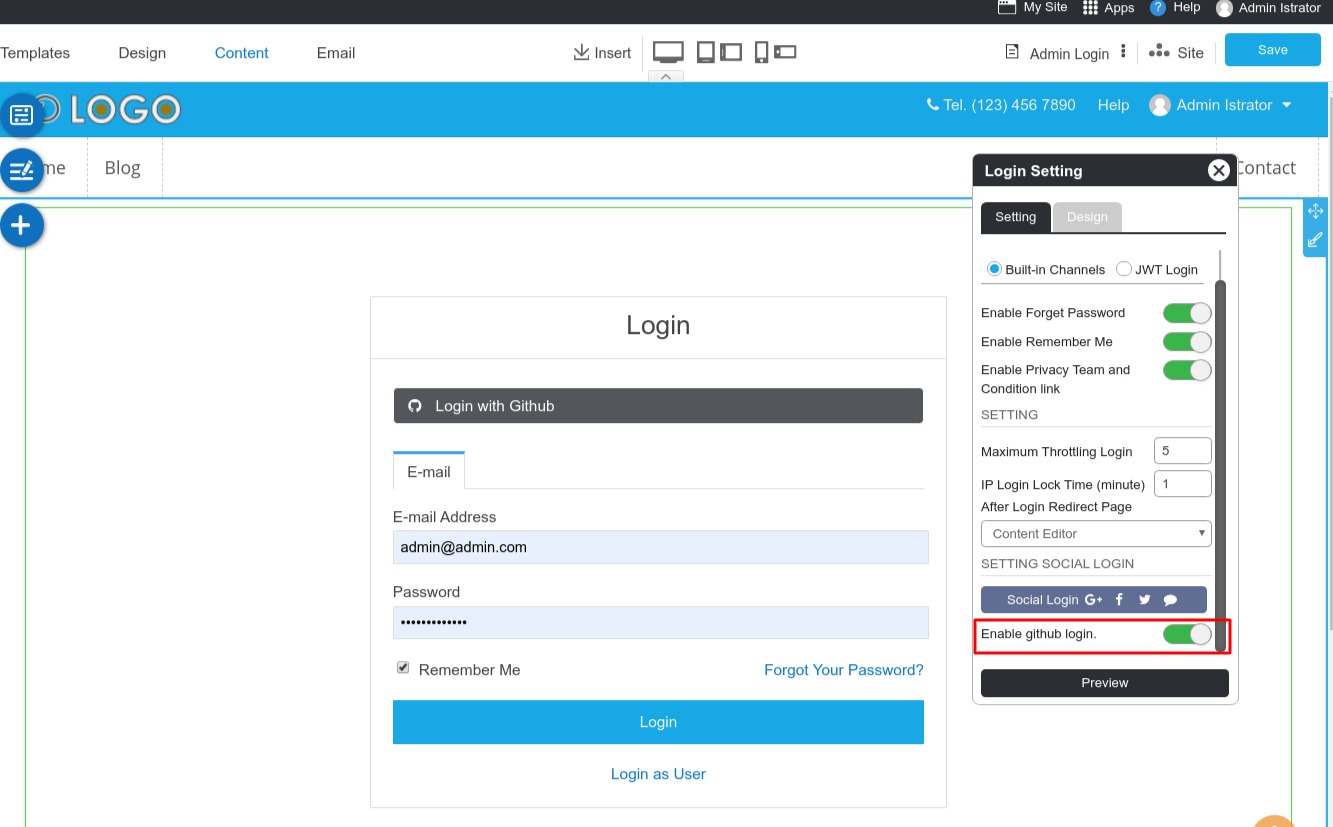 My Site Apps ? Help Admin Istrator
Templates Design Content Email Insert Admin Login Site Save
LOGO Tel. (123) 456 7890 Help Admin Istrator
me Blog Contact
Login Setting
Setting Design
Built-in Channels JWT Login
Enable Forget Password
Enable Remember Me
Enable Privacy Team and
Condition link
SETTING
Maximum Throttling Login 5
IP Login Lock Time (minute) 1
After Login Redirect Page
Content Editor
SETTING SOCIAL LOGIN
Social Login G+ f
Enable github login.
Preview
Login
Login with Github
E-mail
E-mail Address
admin@admin.com
Password
•••••••••••••
Remember Me Forgot Your Password?
Login
Login as User